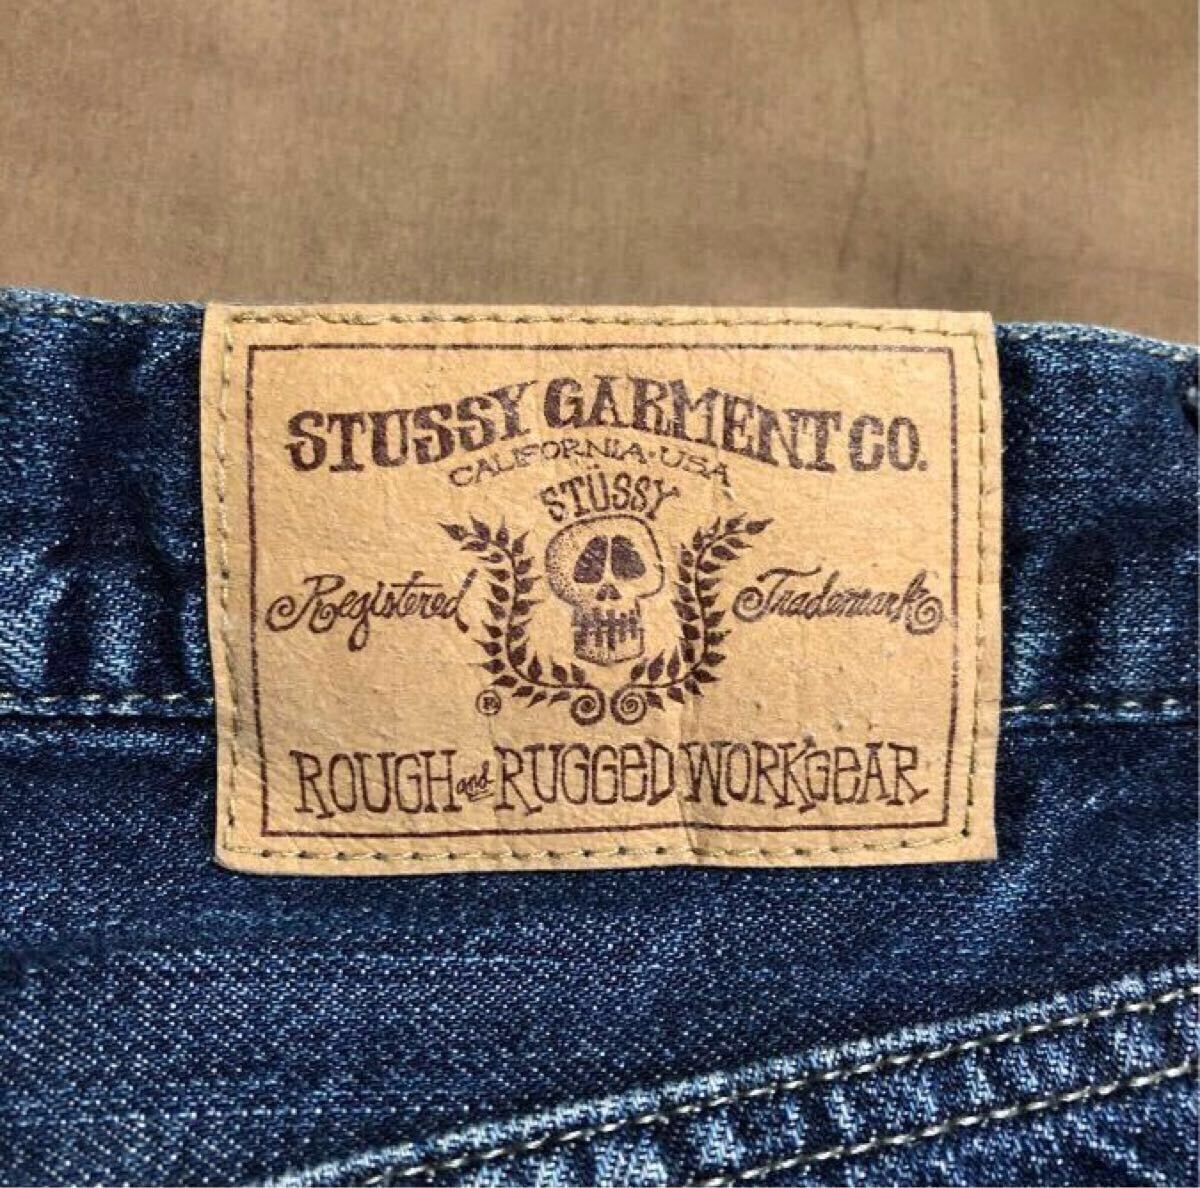 STUSSY GARMENT CO.
CALIFORNIA·USA
STÜSSY
Registered Trademark
®
ROUGH and RUGGED WORKGEAR